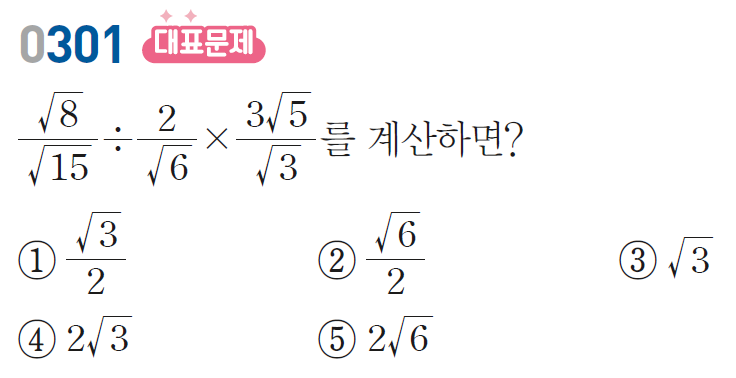 0301 대표문제
√8/√15 ÷ 2/√6 × 3√5/√3 를 계산하면?
① √3/2 ② √6/2 ③ √3
④ 2√3 ⑤ 2√6